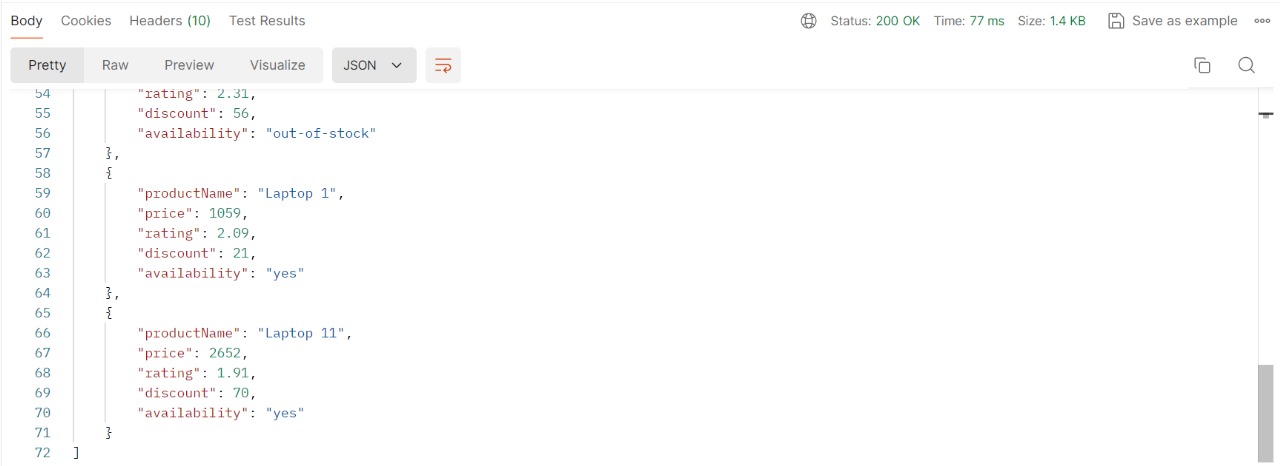 Body Cookies Headers (10) Test Results Status: 200 OK Time: 77 ms Size: 1.4 KB Save as example
Pretty Raw Preview Visualize JSON
54 "rating": 2.31,
55 "discount": 56,
56 "availability": "out-of-stock"
57 },
58 {
59 "productName": "Laptop 1",
60 "price": 1059,
61 "rating": 2.09,
62 "discount": 21,
63 "availability": "yes"
64 },
65 {
66 "productName": "Laptop 11",
67 "price": 2652,
68 "rating": 1.91,
69 "discount": 70,
70 "availability": "yes"
71 }
72 ]